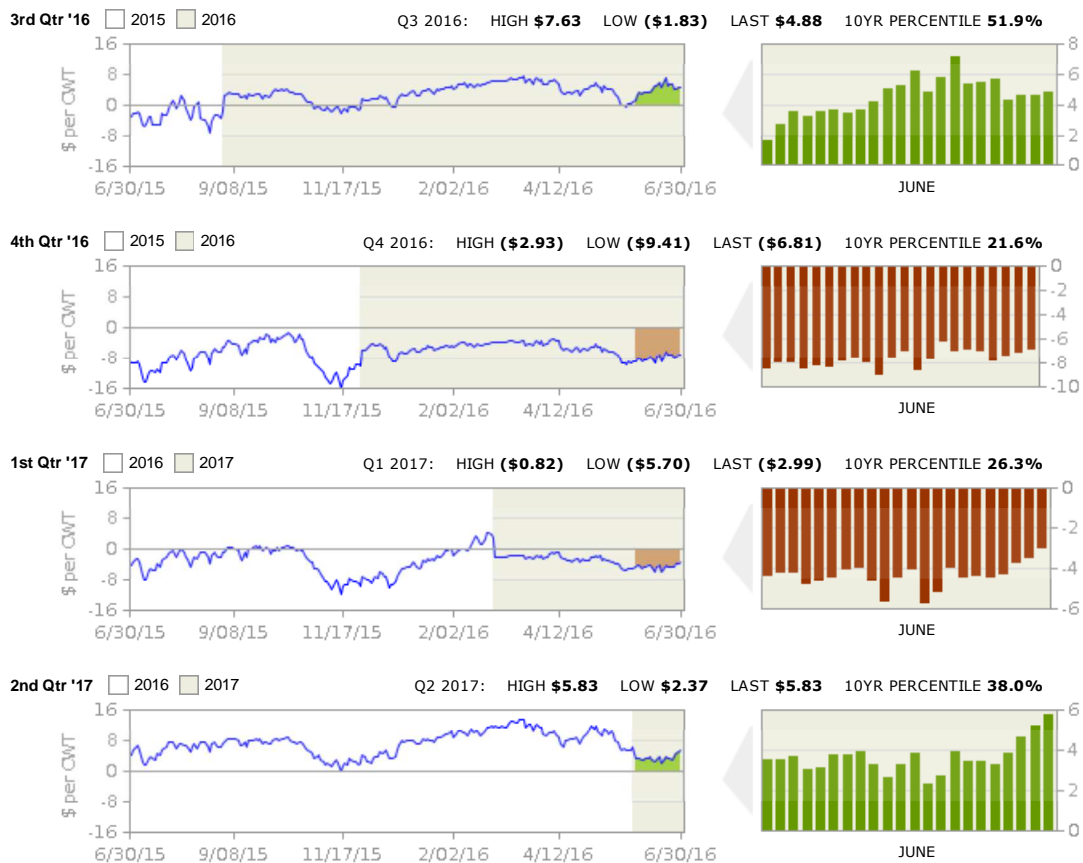 3rd Qtr '16 2015 2016 Q3 2016: HIGH $7.63 LOW ($1.83) LAST $4.88 10YR PERCENTILE 51.9%
$ per CWT
16
8
0
-8
-16
6/30/15 9/08/15 11/17/15 2/02/16 4/12/16 6/30/16
8
6
4
2
0
JUNE
4th Qtr '16 2015 2016 Q4 2016: HIGH ($2.93) LOW ($9.41) LAST ($6.81) 10YR PERCENTILE 21.6%
$ per CWT
16
8
0
-8
-16
6/30/15 9/08/15 11/17/15 2/02/16 4/12/16 6/30/16
0
-2
-4
-6
-8
-10
JUNE
1st Qtr '17 2016 2017 Q1 2017: HIGH ($0.82) LOW ($5.70) LAST ($2.99) 10YR PERCENTILE 26.3%
$ per CWT
16
8
0
-8
-16
6/30/15 9/08/15 11/17/15 2/02/16 4/12/16 6/30/16
0
-2
-4
-6
JUNE
2nd Qtr '17 2016 2017 Q2 2017: HIGH $5.83 LOW $2.37 LAST $5.83 10YR PERCENTILE 38.0%
$ per CWT
16
8
0
-8
-16
6/30/15 9/08/15 11/17/15 2/02/16 4/12/16 6/30/16
6
4
2
0
JUNE